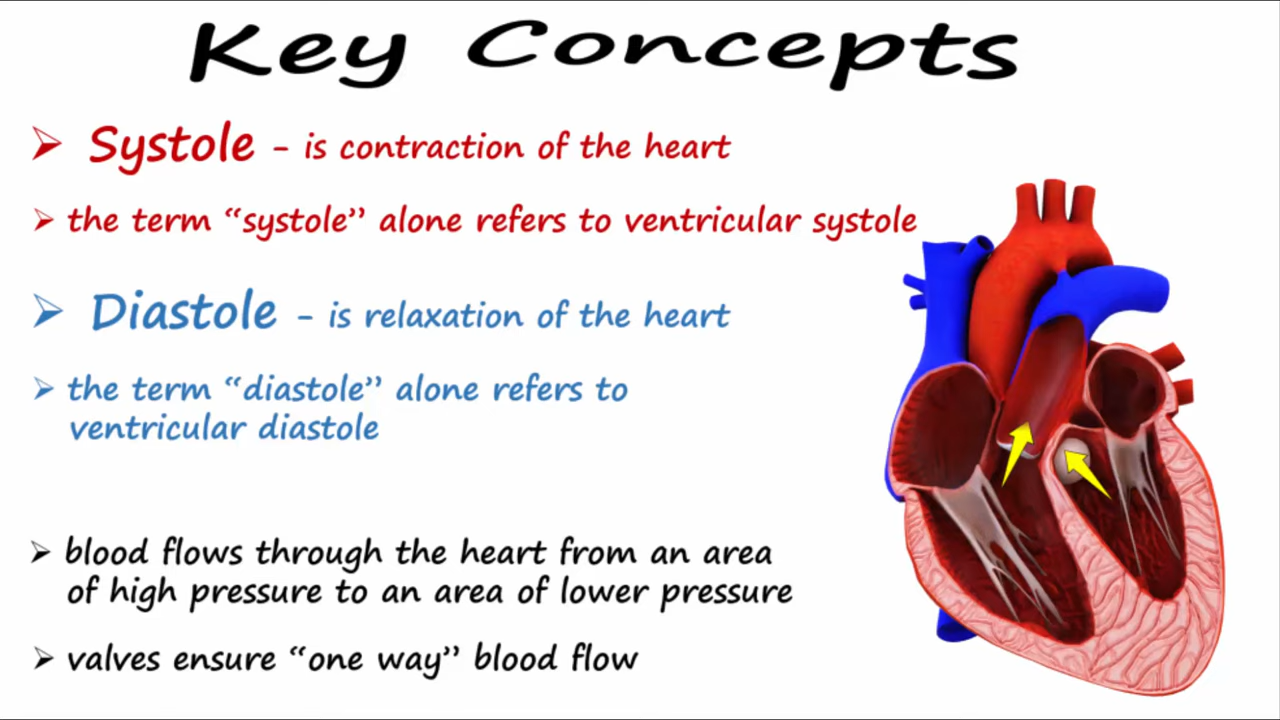 Key Concepts
➢ Systole - is contraction of the heart
➢ the term “systole” alone refers to ventricular systole
➢ Diastole - is relaxation of the heart
➢ the term “diastole” alone refers to
ventricular diastole
➢ blood flows through the heart from an area
of high pressure to an area of lower pressure
➢ valves ensure “one way” blood flow